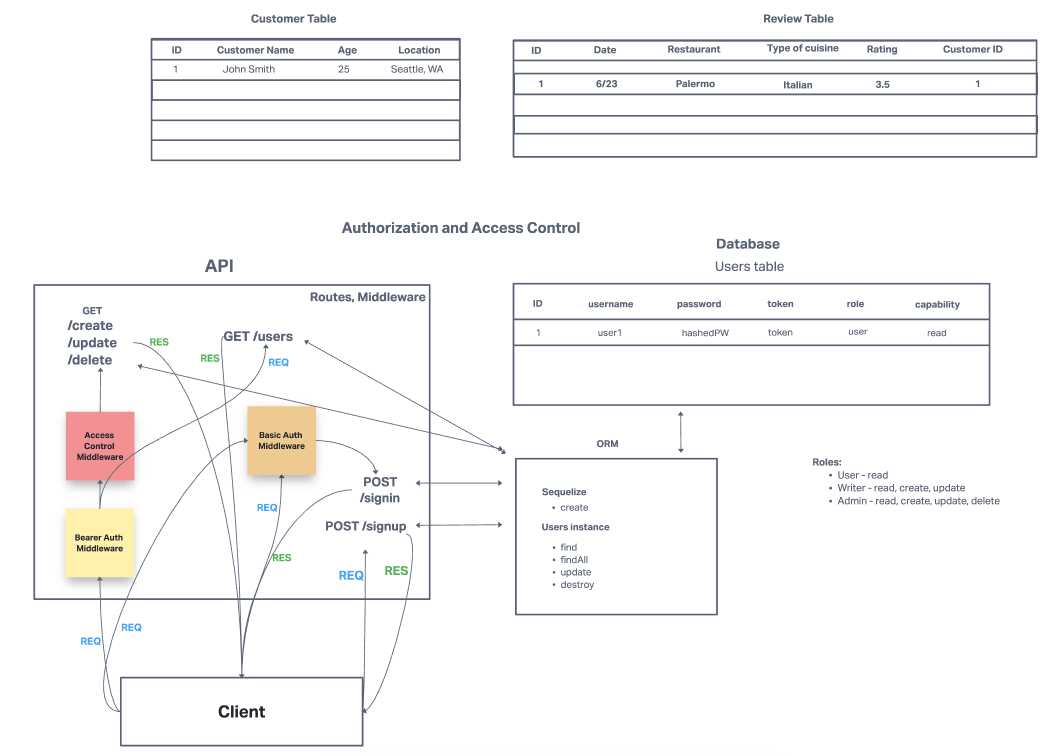 Customer Table
ID Customer Name Age Location
1 John Smith 25 Seattle, WA
Review Table
ID Date Restaurant Type of cuisine Rating Customer ID
1 6/23 Palermo Italian 3.5 1
Authorization and Access Control
API
Routes, Middleware
GET
/create
/update
/delete
RES
GET /users
RES
REQ
Access
Control
Middleware
Basic Auth
Middleware
POST
/signin
REQ
Bearer Auth
Middleware
POST /signup
RES
REQ
RES
REQ
REQ
Client
Database
Users table
ID username password token role capability
1 user1 hashedPW token user read
ORM
Sequelize
• create
Users instance
• find
• findAll
• update
• destroy
Roles:
• User - read
• Writer - read, create, update
• Admin - read, create, update, delete